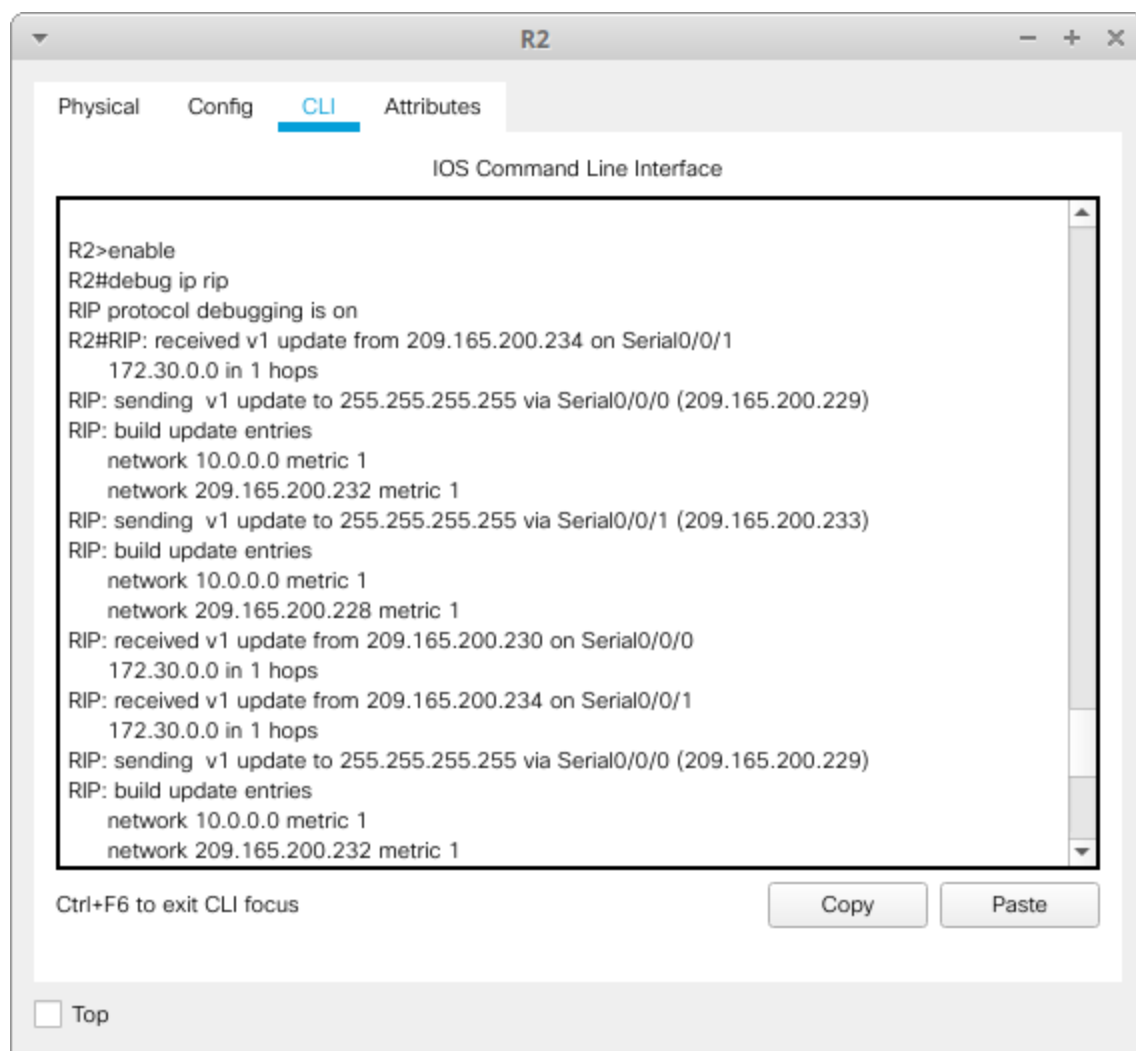 R2
Physical Config CLI Attributes
IOS Command Line Interface
R2>enable
R2#debug ip rip
RIP protocol debugging is on
R2#RIP: received v1 update from 209.165.200.234 on Serial0/0/1
172.30.0.0 in 1 hops
RIP: sending  v1 update to 255.255.255.255 via Serial0/0/0 (209.165.200.229)
RIP: build update entries
network 10.0.0.0 metric 1
network 209.165.200.232 metric 1
RIP: sending  v1 update to 255.255.255.255 via Serial0/0/1 (209.165.200.233)
RIP: build update entries
network 10.0.0.0 metric 1
network 209.165.200.228 metric 1
RIP: received v1 update from 209.165.200.230 on Serial0/0/0
172.30.0.0 in 1 hops
RIP: received v1 update from 209.165.200.234 on Serial0/0/1
172.30.0.0 in 1 hops
RIP: sending  v1 update to 255.255.255.255 via Serial0/0/0 (209.165.200.229)
RIP: build update entries
network 10.0.0.0 metric 1
network 209.165.200.232 metric 1
Ctrl+F6 to exit CLI focus Copy Paste
Top